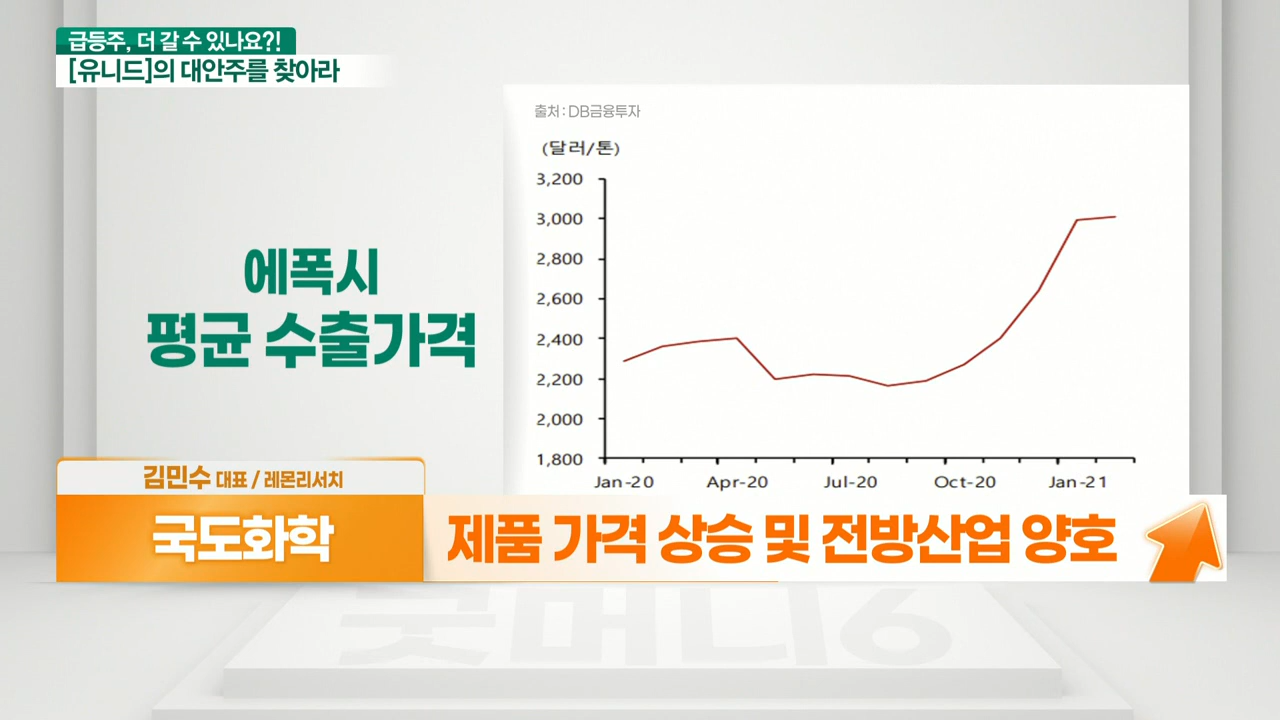 급등주, 더 갈 수 있나요?!
[유니드]의 대안주를 찾아라
출처 : DB금융투자
(달러/톤)
3,200
3,000
2,800
2,600
2,400
2,200
2,000
1,800
Jan-20 Apr-20 Jul-20 Oct-20 Jan-21
에폭시
평균 수출가격
김민수 대표 / 레몬리서치
국도화학
제품 가격 상승 및 전방산업 양호
굿머니6